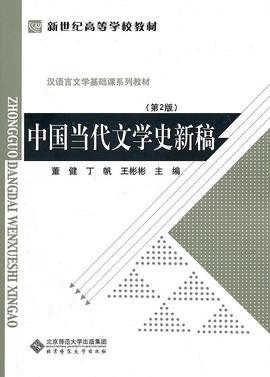 新世纪高等学校教材
汉语言文学基础课系列教材
(第2版)
中国当代文学史新稿
董 健 丁 帆 王彬彬 主 编
ZHONGGUO DANGDAI WENXUESHI XINGAO
北京师范大学出版集团
北京师范大学出版社